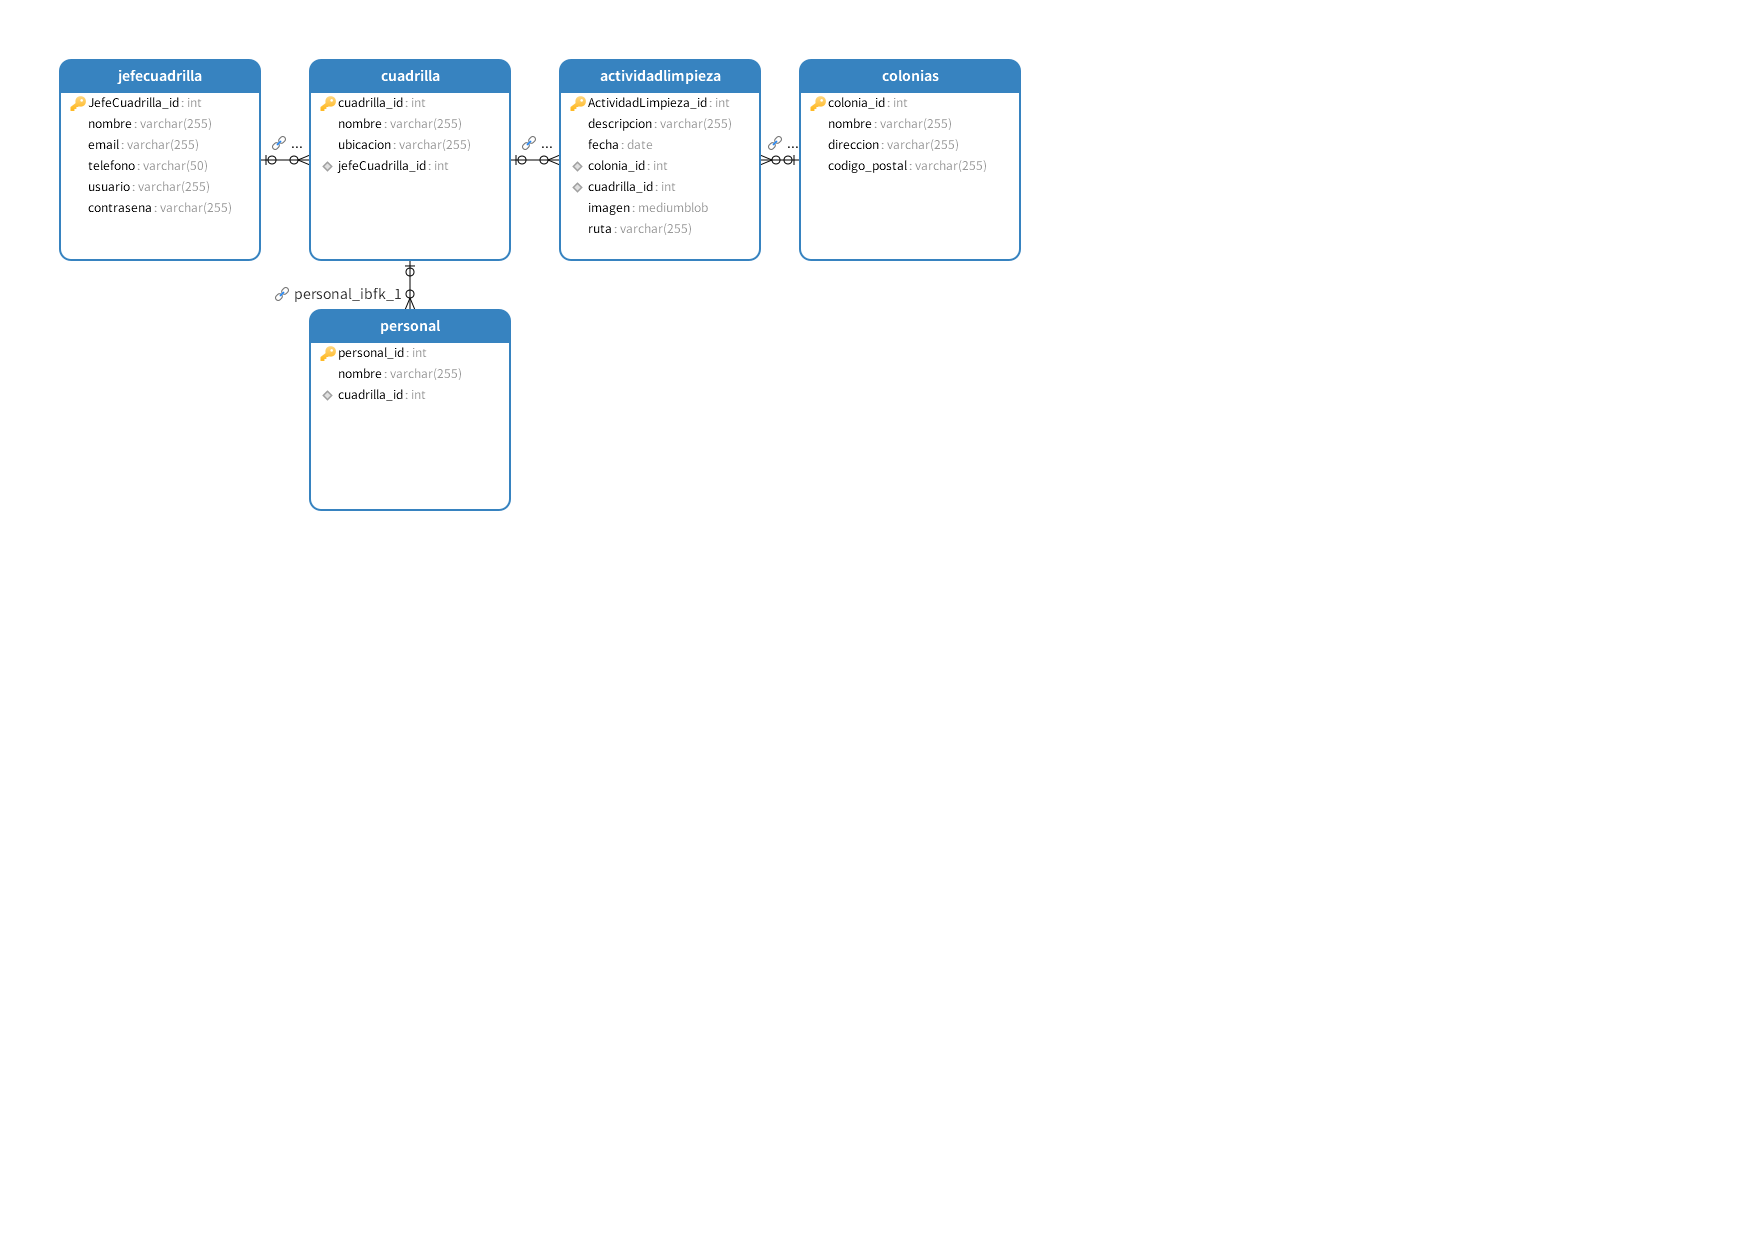 jefecuadrilla
JefeCuadrilla_id : int
nombre : varchar(255)
email : varchar(255)
telefono : varchar(50)
usuario : varchar(255)
contrasena : varchar(255)
...
cuadrilla
cuadrilla_id : int
nombre : varchar(255)
ubicacion : varchar(255)
jefeCuadrilla_id : int
...
actividadlimpieza
ActividadLimpieza_id : int
descripcion : varchar(255)
fecha : date
colonia_id : int
cuadrilla_id : int
imagen : mediumblob
ruta : varchar(255)
...
colonias
colonia_id : int
nombre : varchar(255)
direccion : varchar(255)
codigo_postal : varchar(255)
personal_ibfk_1
personal
personal_id : int
nombre : varchar(255)
cuadrilla_id : int